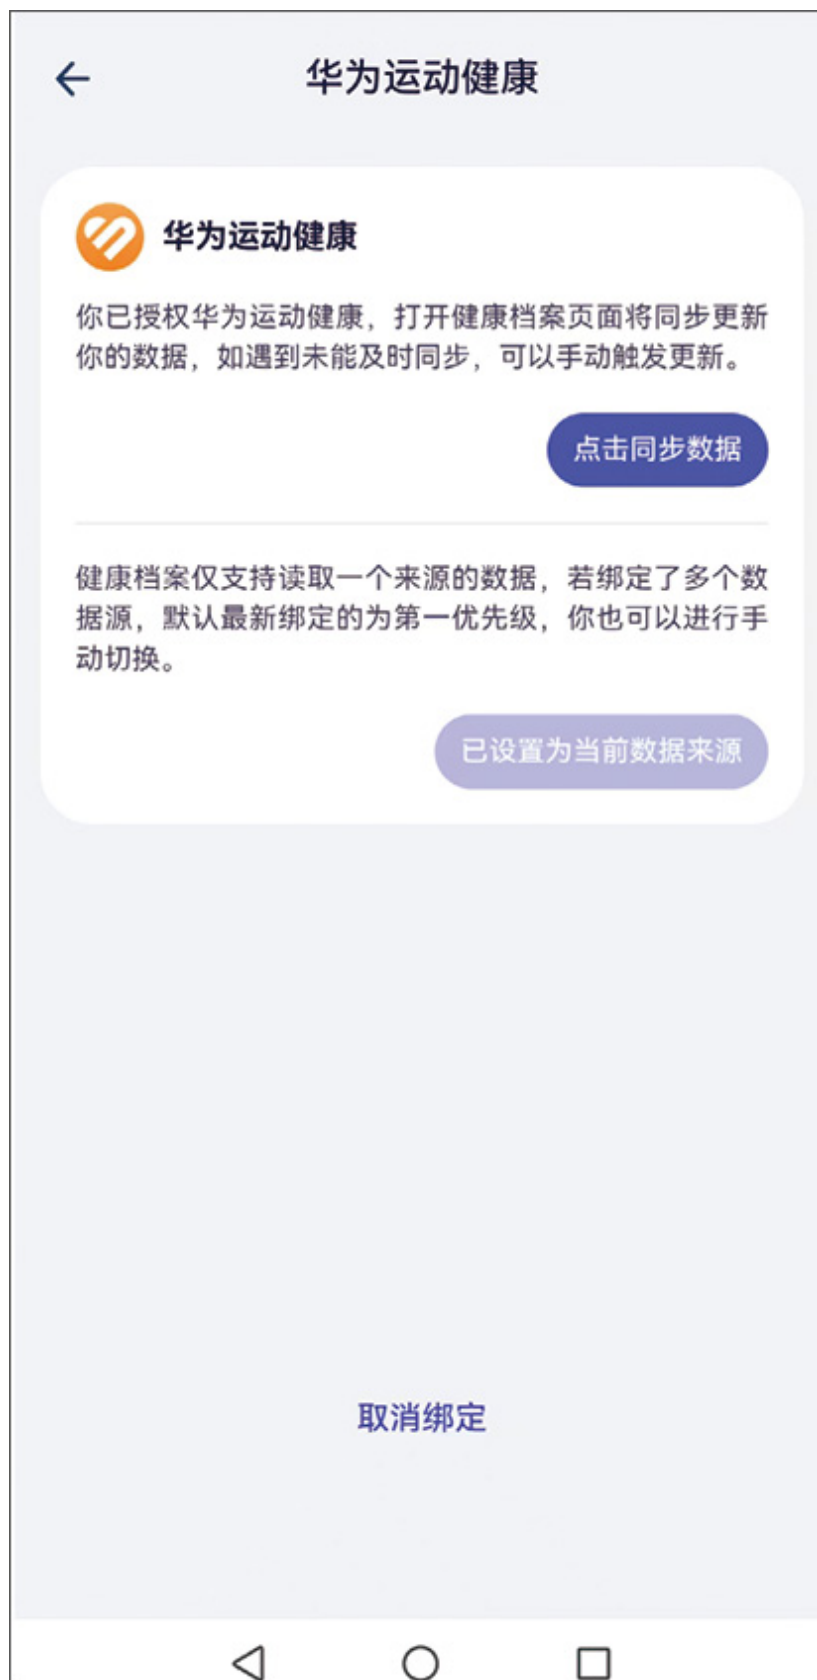 华为运动健康
华为运动健康
你已授权华为运动健康，打开健康档案页面将同步更新
你的数据，如遇到未能及时同步，可以手动触发更新。
点击同步数据
健康档案仅支持读取一个来源的数据，若绑定了多个数
据源，默认最新绑定的为第一优先级，你也可以进行手
动切换。
已设置为当前数据来源
取消绑定